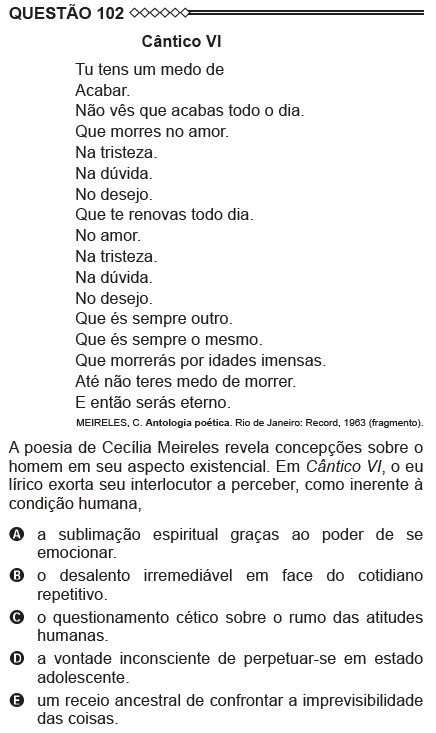 QUESTÃO 102
Cântico VI
Tu tens um medo de
Acabar.
Não vês que acabas todo o dia.
Que morres no amor.
Na tristeza.
Na dúvida.
No desejo.
Que te renovas todo dia.
No amor.
Na tristeza.
Na dúvida.
No desejo.
Que és sempre outro.
Que és sempre o mesmo.
Que morrerás por idades imensas.
Até não teres medo de morrer.
E então serás eterno.
MEIRELES, C. Antologia poética. Rio de Janeiro: Record, 1963 (fragmento).
A poesia de Cecília Meireles revela concepções sobre o
homem em seu aspecto existencial. Em Cântico VI, o eu
lírico exorta seu interlocutor a perceber, como inerente à
condição humana,
A a sublimação espiritual graças ao poder de se
emocionar.
B o desalento irremediável em face do cotidiano
repetitivo.
C o questionamento cético sobre o rumo das atitudes
humanas.
D a vontade inconsciente de perpetuar-se em estado
adolescente.
E um receio ancestral de confrontar a imprevisibilidade
das coisas.